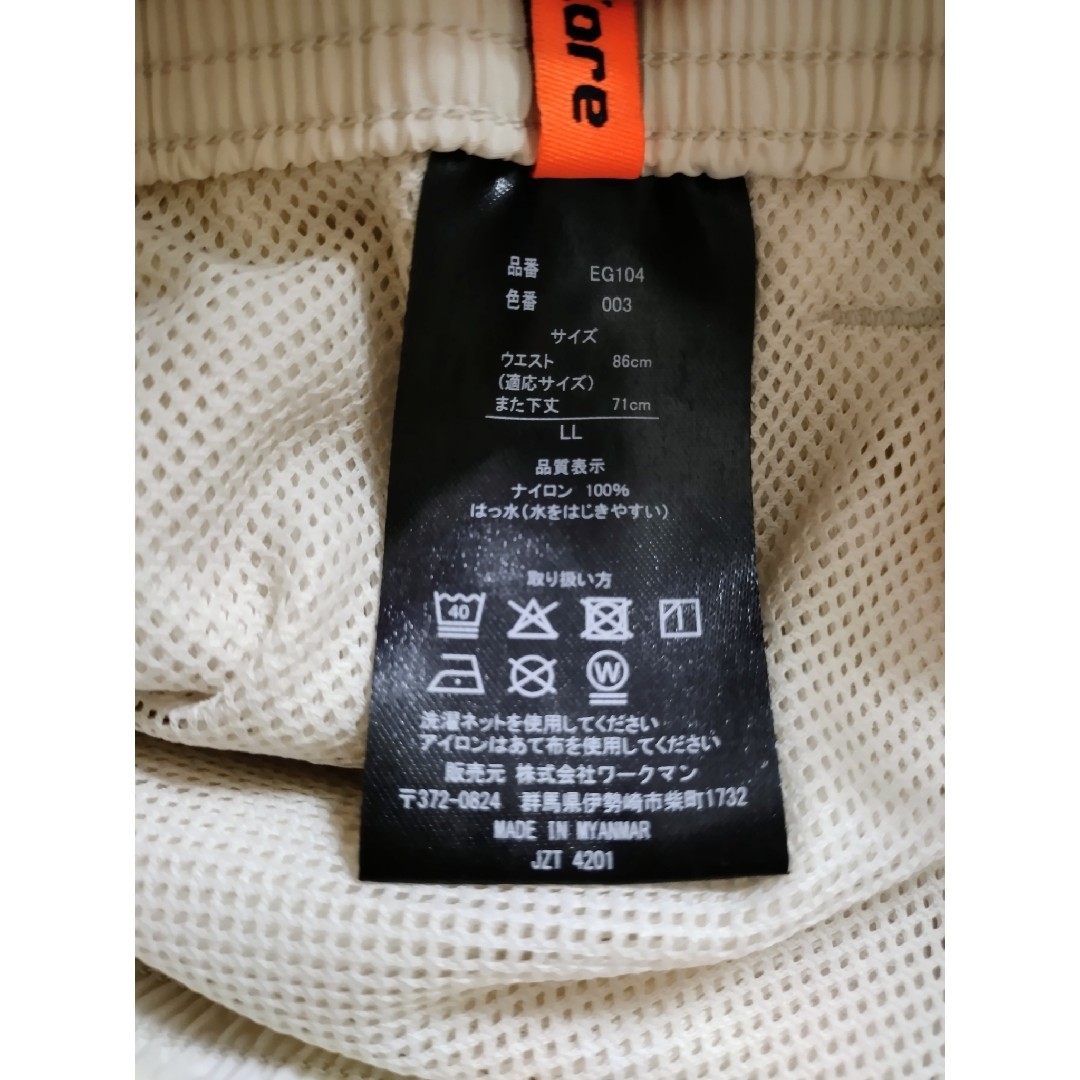 ore
品番 EG104
色番 003
サイズ
ウエスト 86cm
(適応サイズ)
また下丈 71cm
LL
品質表示
ナイロン 100%
はっ水(水をはじきやすい)
取り扱い方
40
W
洗濯ネットを使用してください
アイロンはあて布を使用してください
販売元 株式会社ワークマン
〒372-0824 群馬県伊勢崎市柴町1732
MADE IN MYANMAR
JZT 4201